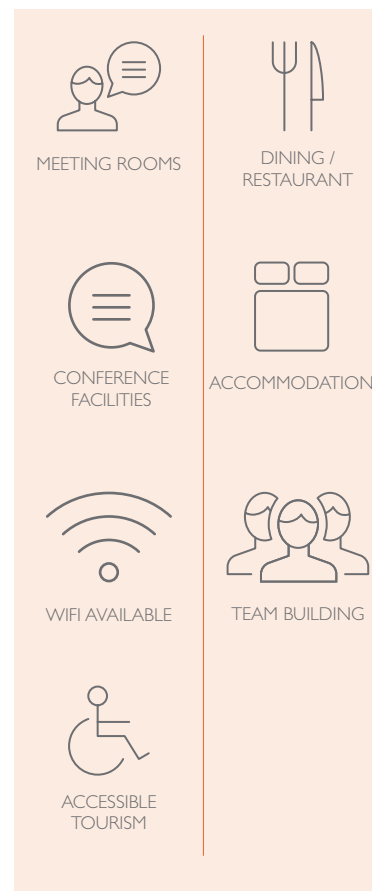 MEETING ROOMS
DINING /
RESTAURANT
CONFERENCE
FACILITIES
ACCOMMODATION
WIFI AVAILABLE
TEAM BUILDING
ACCESSIBLE
TOURISM